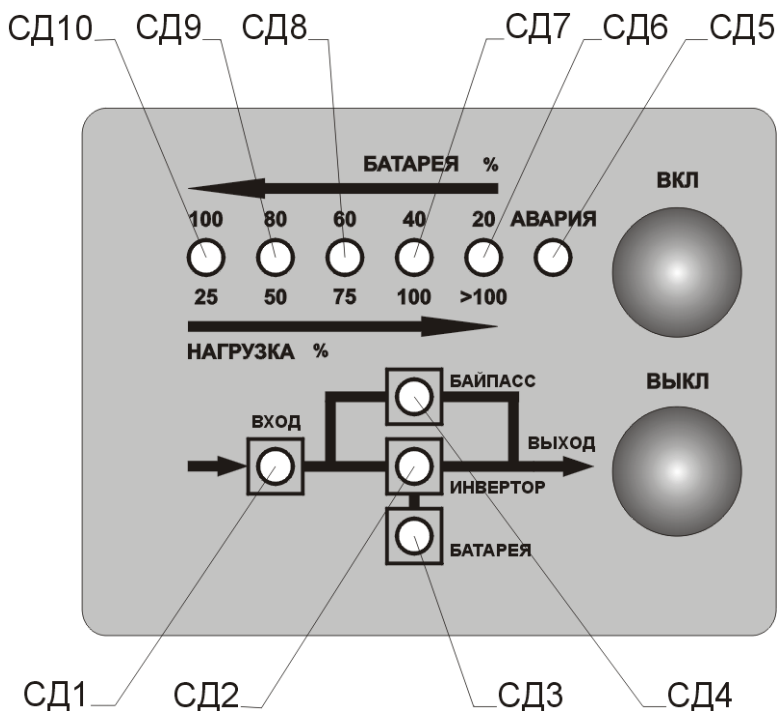 СД10 СД9 СД8 СД7 СД6 СД5
БАТАРЕЯ %
ВКЛ
100 80 60 40 20 АВАРИЯ
25 50 75 100 >100
НАГРУЗКА %
БАЙПАСС
ВЫКЛ
ВХОД
ВЫХОД
ИНВЕРТОР
БАТАРЕЯ
СД1 СД2 СД3 СД4